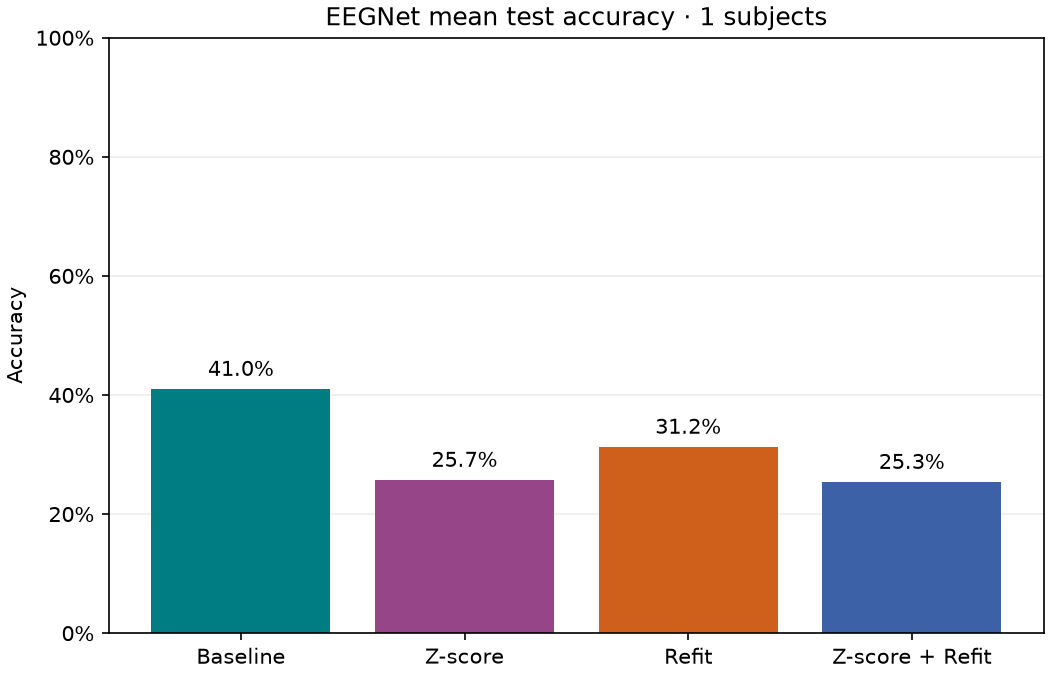 EEGNet mean test accuracy · 1 subjects
100%
80%
60%
40%
20%
0%
Accuracy
41.0%
25.7%
31.2%
25.3%
Baseline
Z-score
Refit
Z-score + Refit